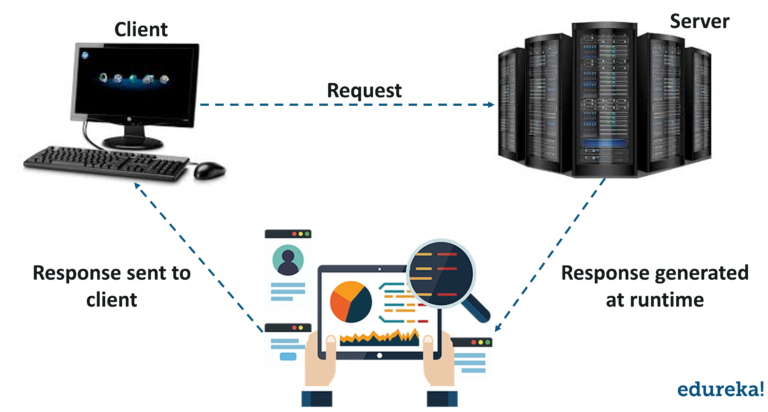 Client
Server
Request
Response sent to
client
Response generated
at runtime
edureka!